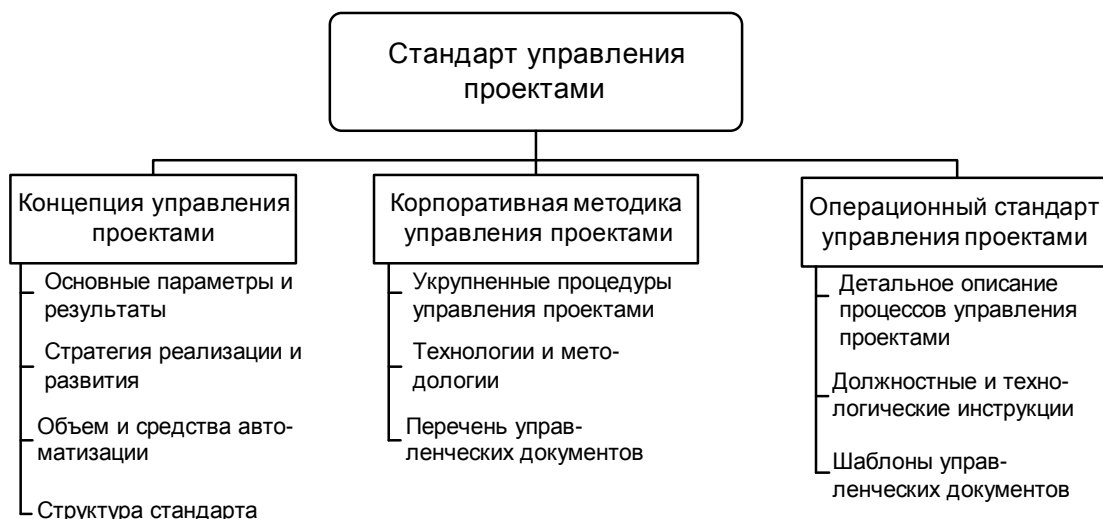 Стандарт управления
проектами
Концепция управления
проектами
Основные параметры и
результаты
Стратегия реализации и
развития
Объем и средства авто-
матизации
Структура стандарта
Корпоративная методика
управления проектами
Укрупненные процедуры
управления проектами
Технологии и мето-
дологии
Перечень управ-
ленческих документов
Операционный стандарт
управления проектами
Детальное описание
процессов управления
проектами
Должностные и техно-
логические инструкции
Шаблоны управ-
ленческих документов